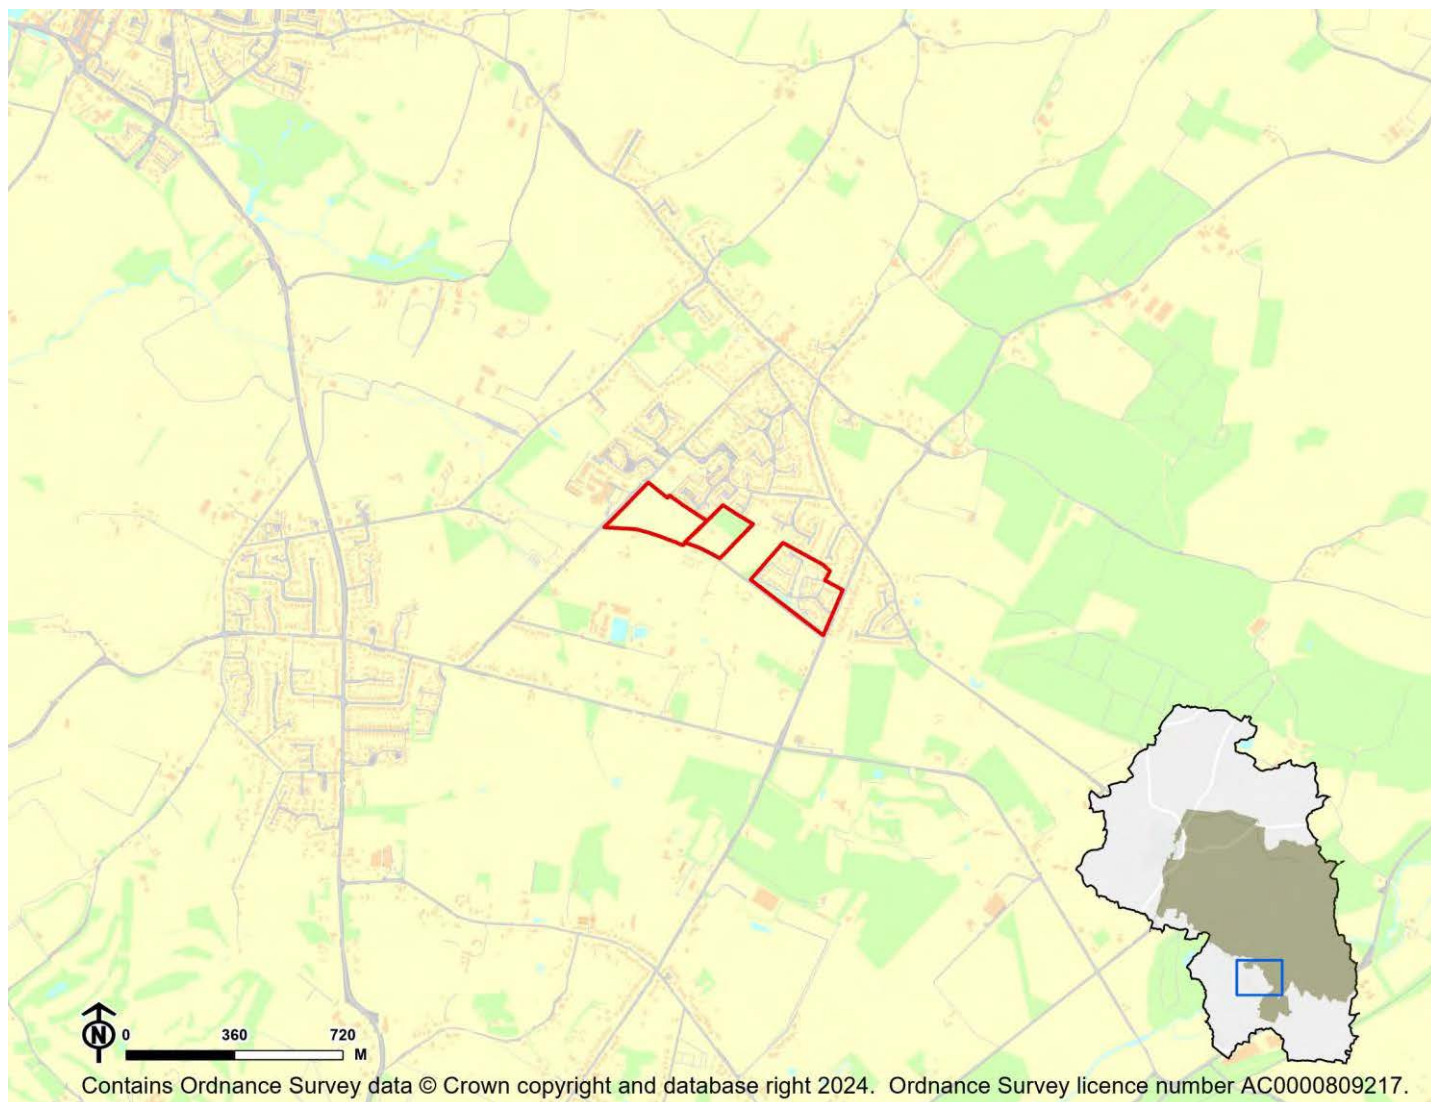 N 0 360 720
M
Contains Ordnance Survey data © Crown copyright and database right 2024. Ordnance Survey licence number AC0000809217.